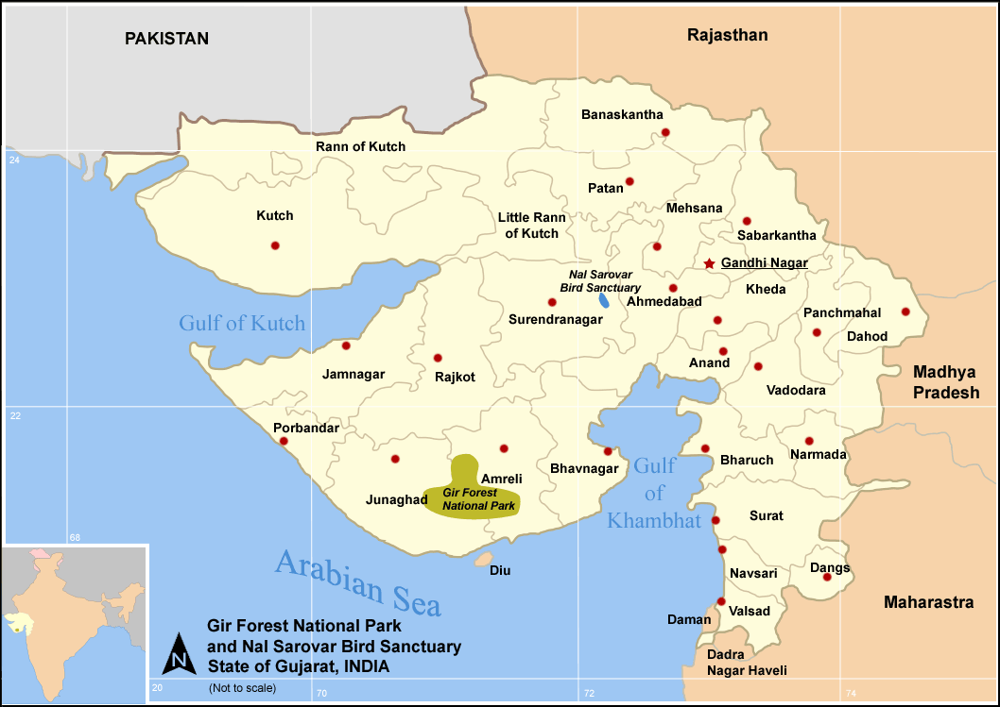 PAKISTAN
Rajasthan
Banaskantha
Rann of Kutch
24
Patan
Mehsana
Kutch
Little Rann
of Kutch
Sabarkantha
Gandhi Nagar
Nal Sarovar
Bird Sanctuary
Kheda
Ahmedabad
Panchmahal
Surendranagar
Gulf of Kutch
Dahod
Anand
Madhya
Pradesh
Jamnagar
Rajkot
Vadodara
22
Porbandar
Narmada
Bharuch
Bhavnagar
Gulf
of
Khambhat
Amreli
Junaghad
Gir Forest
National Park
Surat
68
Arabian Sea
Diu
Navsari
Dangs
Maharastra
Valsad
Daman
Gir Forest National Park
and Nal Sarovar Bird Sanctuary
State of Gujarat, INDIA
N
(Not to scale)
Dadra
Nagar Haveli
20
70
72
74